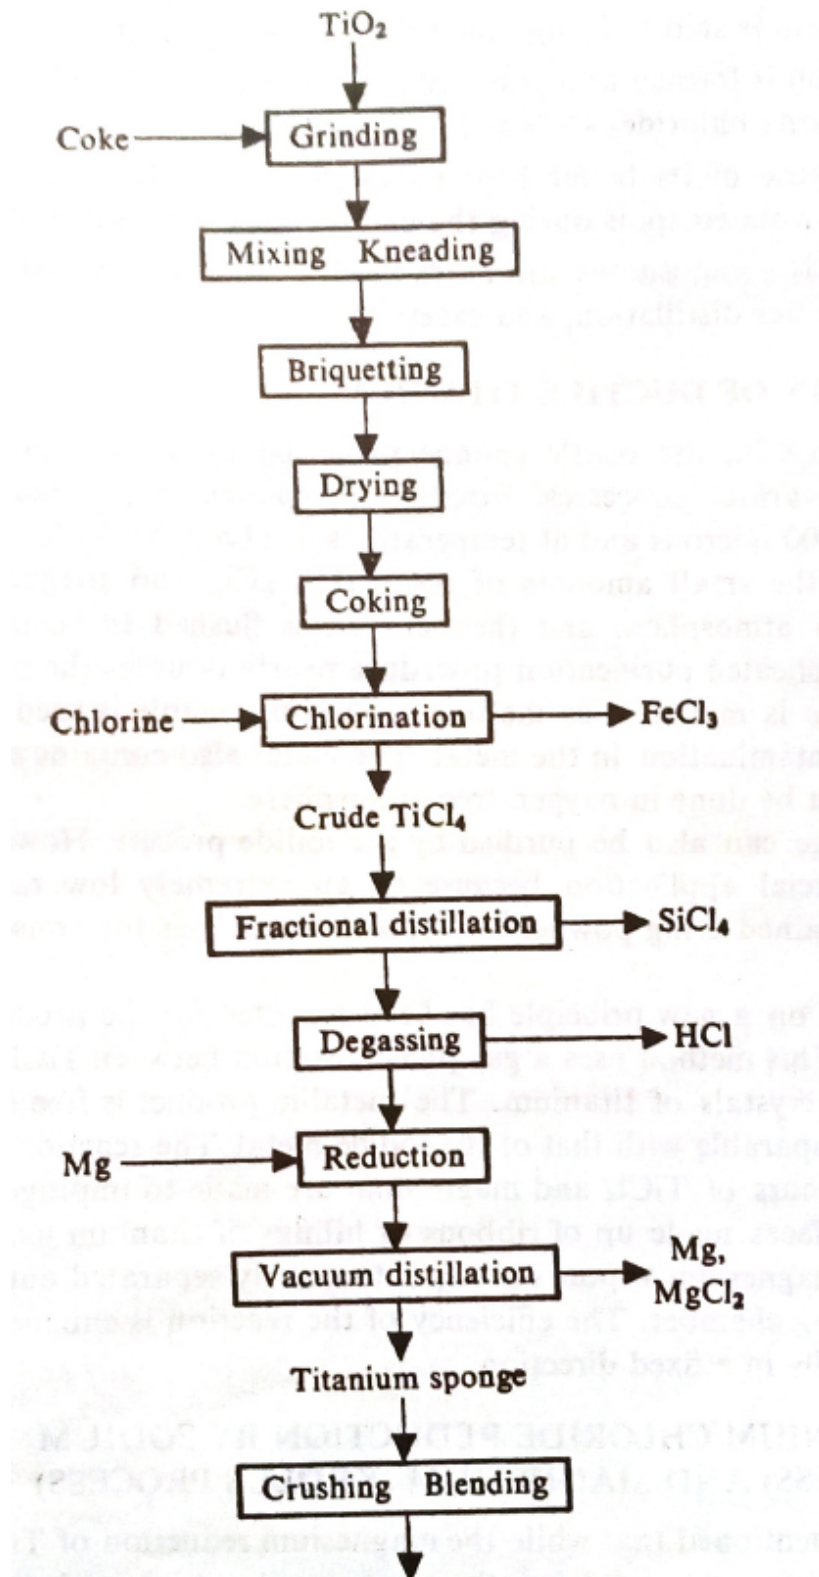 TiO₂
Coke
Grinding
Mixing Kneading
Briquetting
Drying
Coking
Chlorine
Chlorination
FeCl₃
Crude TiCl₄
Fractional distillation
SiCl₄
Degassing
HCl
Mg
Reduction
Vacuum distillation
Mg,
MgCl₂
Titanium sponge
Crushing Blending